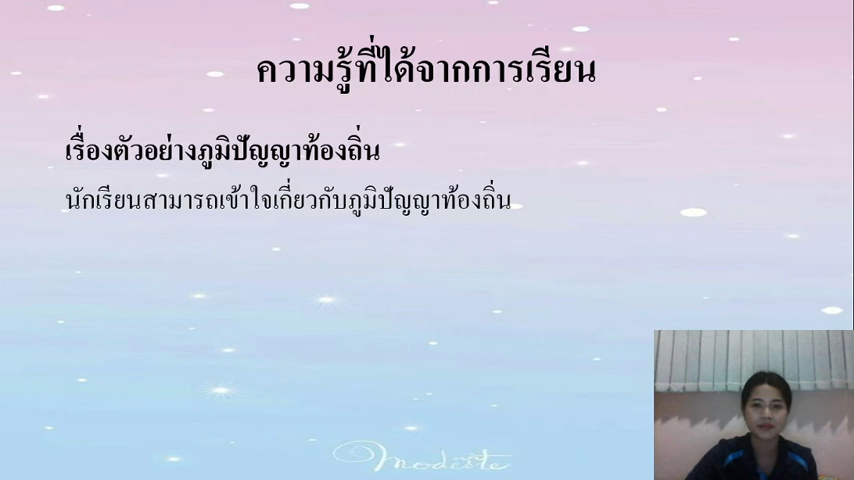 ความรู้ที่ได้จากการเรียน
เรื่องตัวอย่างภูมิปัญญาท้องถิ่น
นักเรียนสามารถเข้าใจเกี่ยวกับภูมิปัญญาท้องถิ่น
Modeste